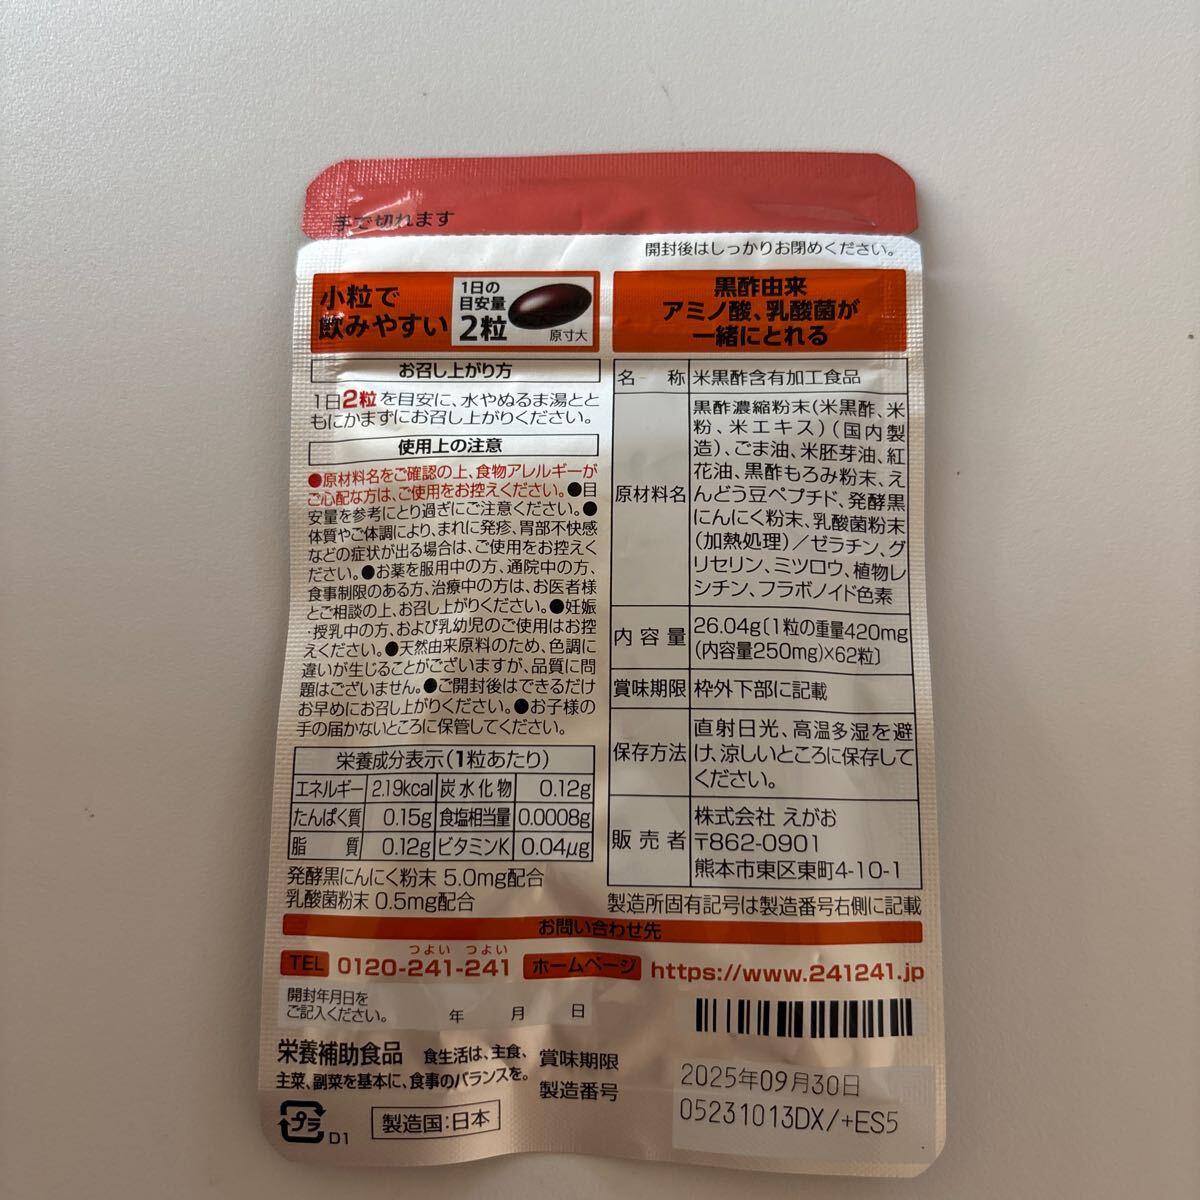 手で切れます
開封後はしっかりお閉めください。
小粒で
飲みやすい
1日の
目安量
2粒
原寸大
お召し上がり方
1日2粒を目安に、水やぬるま湯とと
もにかまずにお召し上がりください。
使用上の注意
●原材料名をご確認の上、食物アレルギーが
ご心配な方は、ご使用をお控えください。●目
安量を参考にとり過ぎにご注意ください。●
体質やご体調により、まれに発疹、胃部不快感
などの症状が出る場合は、ご使用をお控えく
ださい。●お薬を服用中の方、通院中の方、
食事制限のある方、治療中の方は、お医者様
とご相談の上、お召し上がりください。●妊娠
・授乳中の方、および乳幼児のご使用はお控
えください。●天然由来原料のため、色調に
違いが生じることがございますが、品質に問
題はございません。●ご開封後はできるだけ
お早めにお召し上がりください。●お子様の
手の届かないところに保管してください。
栄養成分表示(1粒あたり)
エネルギー 2.19kcal 炭水化物 0.12g
たんぱく質 0.15g 食塩相当量 0.0008g
脂質 0.12g ビタミンK 0.04μg
発酵黒にんにく粉末 5.0mg配合
乳酸菌粉末 0.5mg配合
黒酢由来
アミノ酸、乳酸菌が
一緒にとれる
名称 米黒酢含有加工食品
原材料名
黒酢濃縮粉末(米黒酢、米
粉、米エキス)(国内製
造)、ごま油、米胚芽油、紅
花油、黒酢もろみ粉末、え
んどう豆ペプチド、発酵黒
にんにく粉末、乳酸菌粉末
(加熱処理)／ゼラチン、グ
リセリン、ミツロウ、植物レ
シチン、フラボノイド色素
内容量
26.04g〔1粒の重量420mg
(内容量250mg)×62粒〕
賞味期限 枠外下部に記載
保存方法
直射日光、高温多湿を避
け、涼しいところに保存して
ください。
販売者
株式会社 えがお
〒862-0901
熊本市東区東町4-10-1
製造所固有記号は製造番号右側に記載
お問い合わせ先
つよい つよい
TEL 0120-241-241 ホームページ https://www.241241.jp
開封年月日を
ご記入ください。 年 月 日
栄養補助食品 食生活は、主食、
主菜、副菜を基本に、食事のバランスを。
賞味期限 2025年09月30日
製造番号 05231013DX/+ES5
プラ D1
製造国:日本